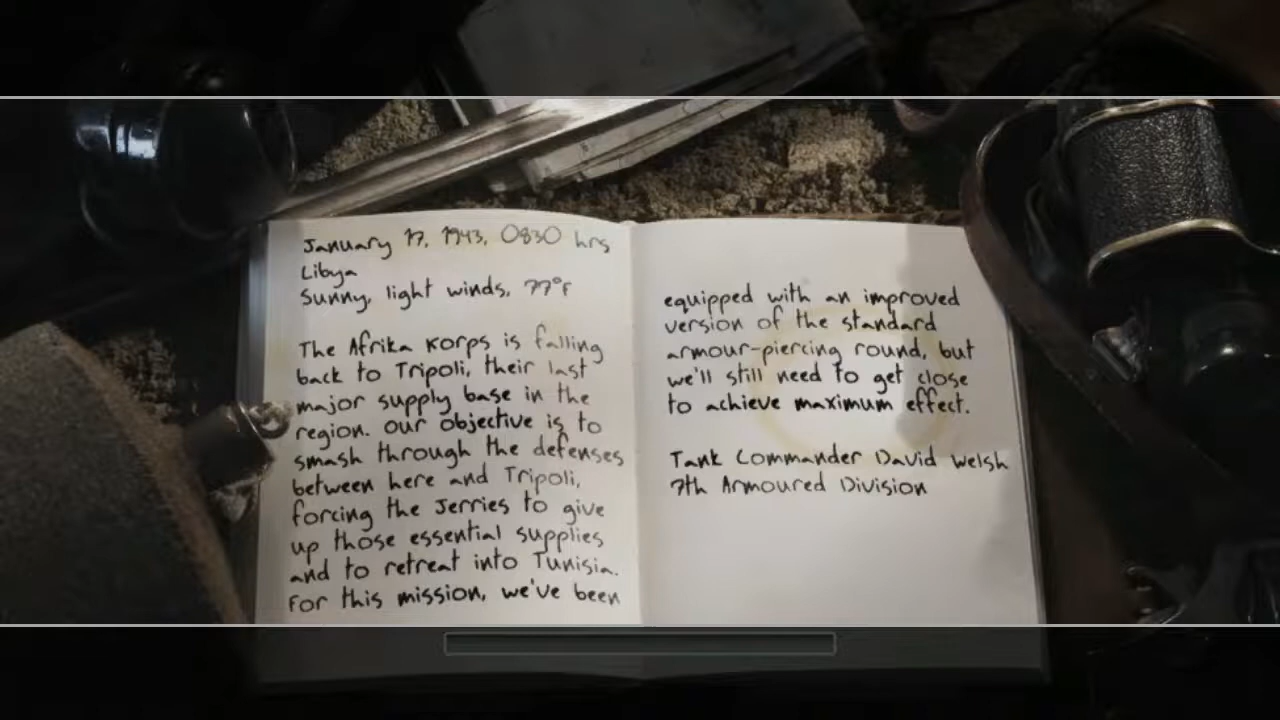 January 17, 1943, 0830 hrs
Libya
Sunny, light winds, 77°F
The Afrika Korps is falling
back to Tripoli, their last
major supply base in the
region. Our objective is to
smash through the defenses
between here and Tripoli,
forcing the Jerries to give
up those essential supplies
and to retreat into Tunisia.
For this mission, we've been
equipped with an improved
version of the standard
armour-piercing round, but
we'll still need to get close
to achieve maximum effect.
Tank Commander David Welsh
7th Armoured Division